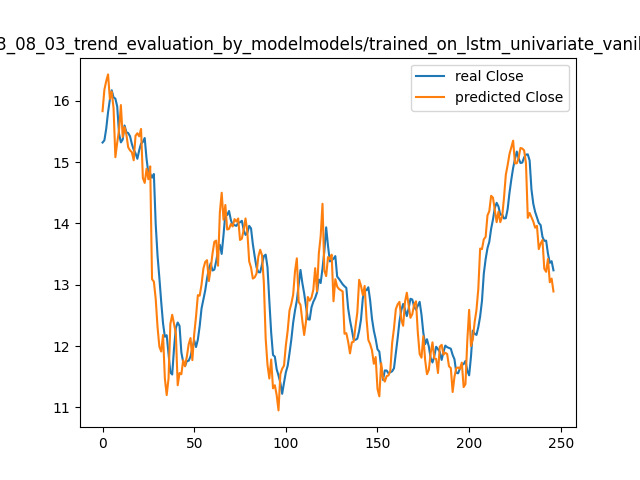 3_08_03_trend_evaluation_by_modelmodels/trained_on_lstm_univariate_vanil
real Close
predicted Close
16
15
14
13
12
11
0 50 100 150 200 250